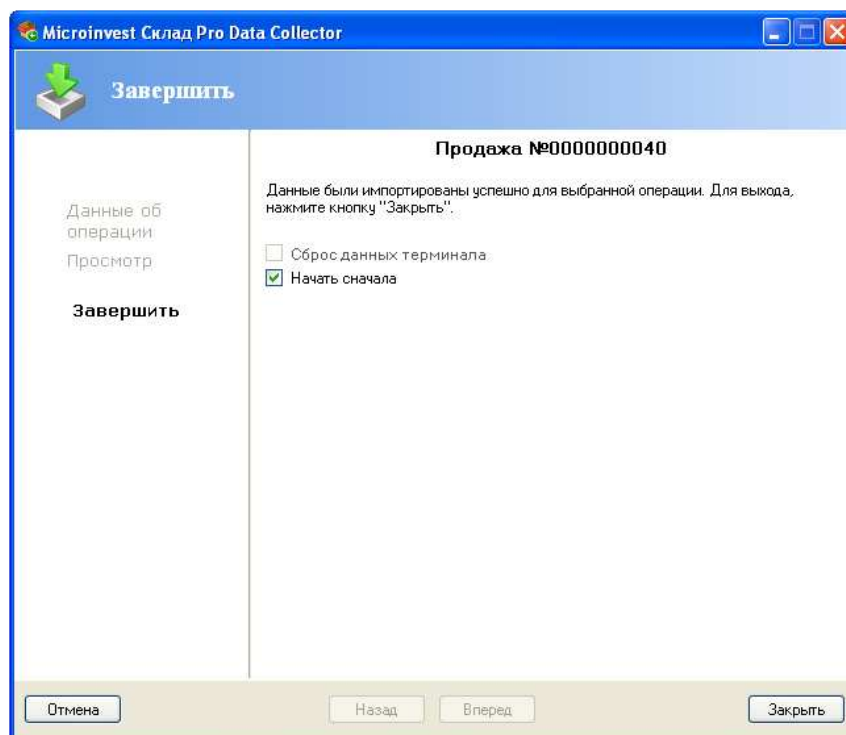 Microinvest Склад Pro Data Collector
Завершить
Продажа №0000000040
Данные были импортированы успешно для выбранной операции. Для выхода,
нажмите кнопку "Закрыть".
Данные об
операции
Просмотр
Завершить
Сброс данных терминала
Начать сначала
Отмена
Назад
Вперед
Закрыть